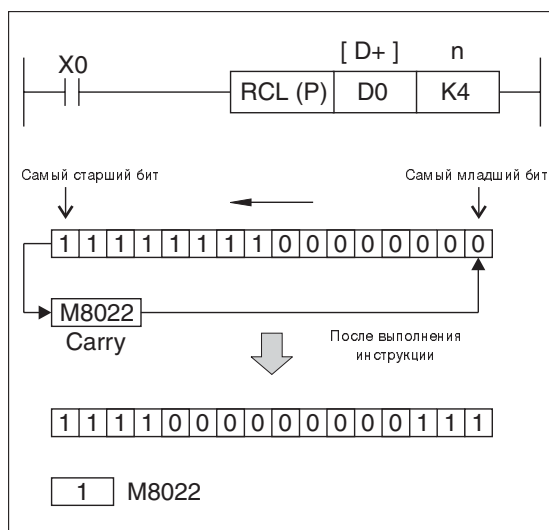 [ D+ ] n
X0
RCL (P) D0 K4
Самый старший бит Самый младший бит
1 1 1 1 1 1 1 1 0 0 0 0 0 0 0 0
M8022
Carry
После выполнения
инструкции
1 1 1 1 0 0 0 0 0 0 0 0 0 1 1 1
1 M8022